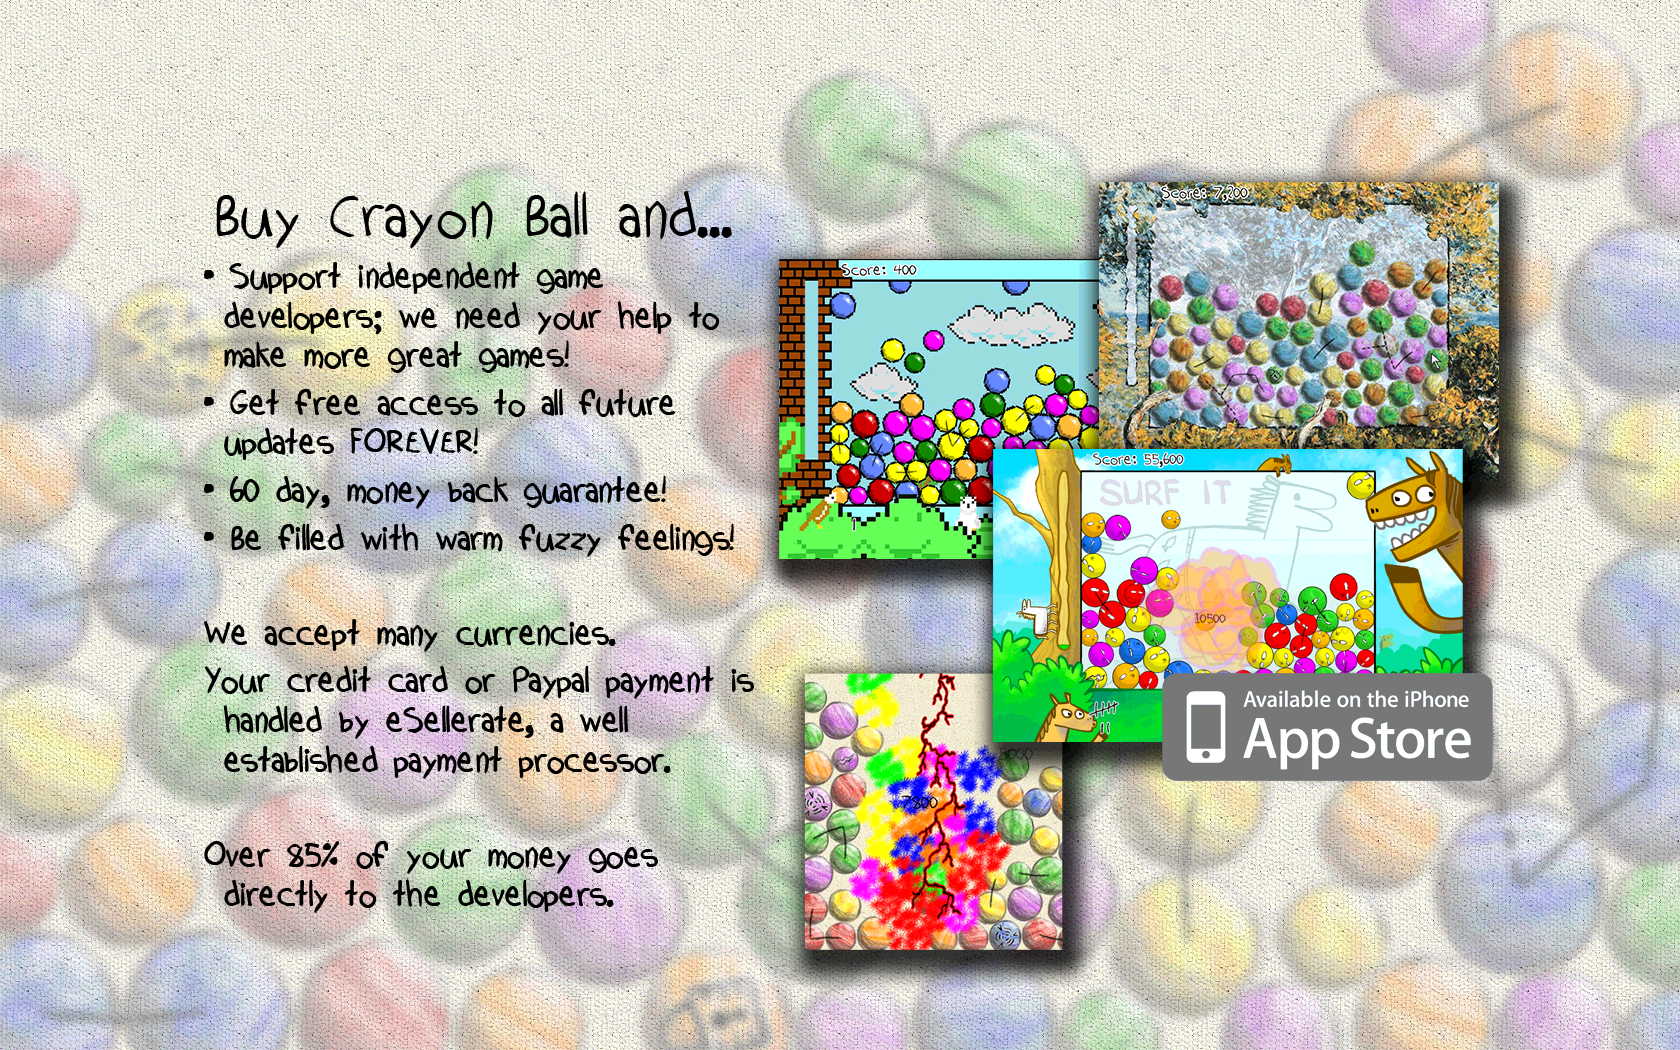 Buy Crayon Ball and...
• Support independent game
developers; we need your help to
make more great games!
• Get free access to all future
updates FOREVER!
• 60 day, money back guarantee!
• Be filled with warm fuzzy feelings!
We accept many currencies.
Your credit card or Paypal payment is
handled by eSellerate, a well
established payment processor.
Over 85% of your money goes
directly to the developers.
Score: 400
Score: 7,200
Score: 55,600
SURF IT
10500
7800
Available on the iPhone
App Store